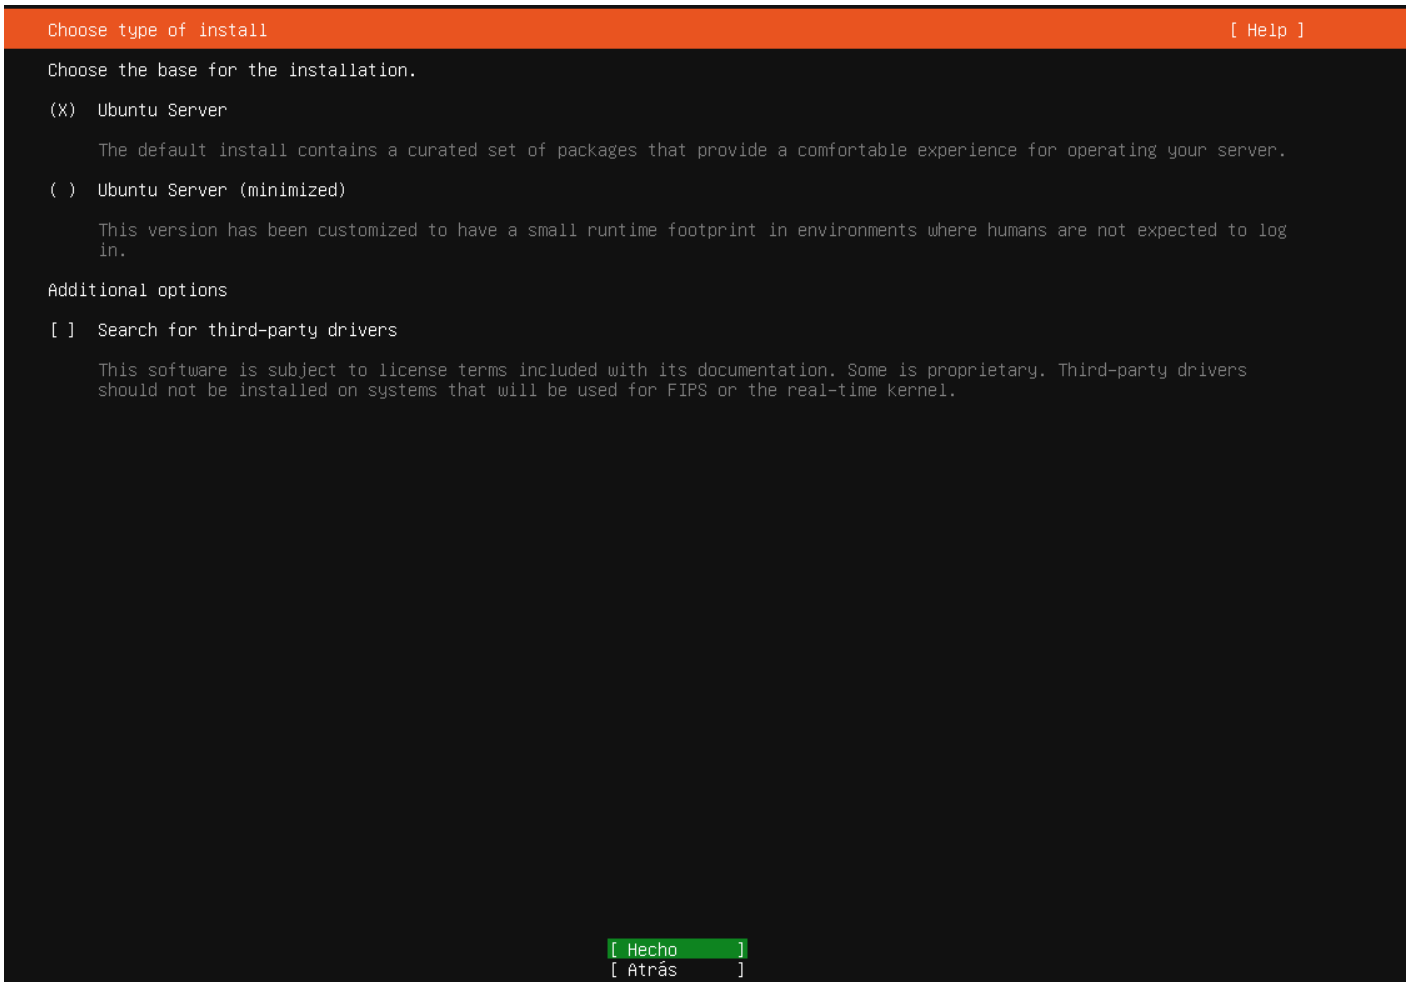 Choose type of install [ Help ]
Choose the base for the installation.
(X) Ubuntu Server
The default install contains a curated set of packages that provide a comfortable experience for operating your server.
( ) Ubuntu Server (minimized)
This version has been customized to have a small runtime footprint in environments where humans are not expected to log
in.
Additional options
[ ] Search for third-party drivers
This software is subject to license terms included with its documentation. Some is proprietary. Third-party drivers
should not be installed on systems that will be used for FIPS or the real-time kernel.
[ Hecho ]
[ Atrás ]